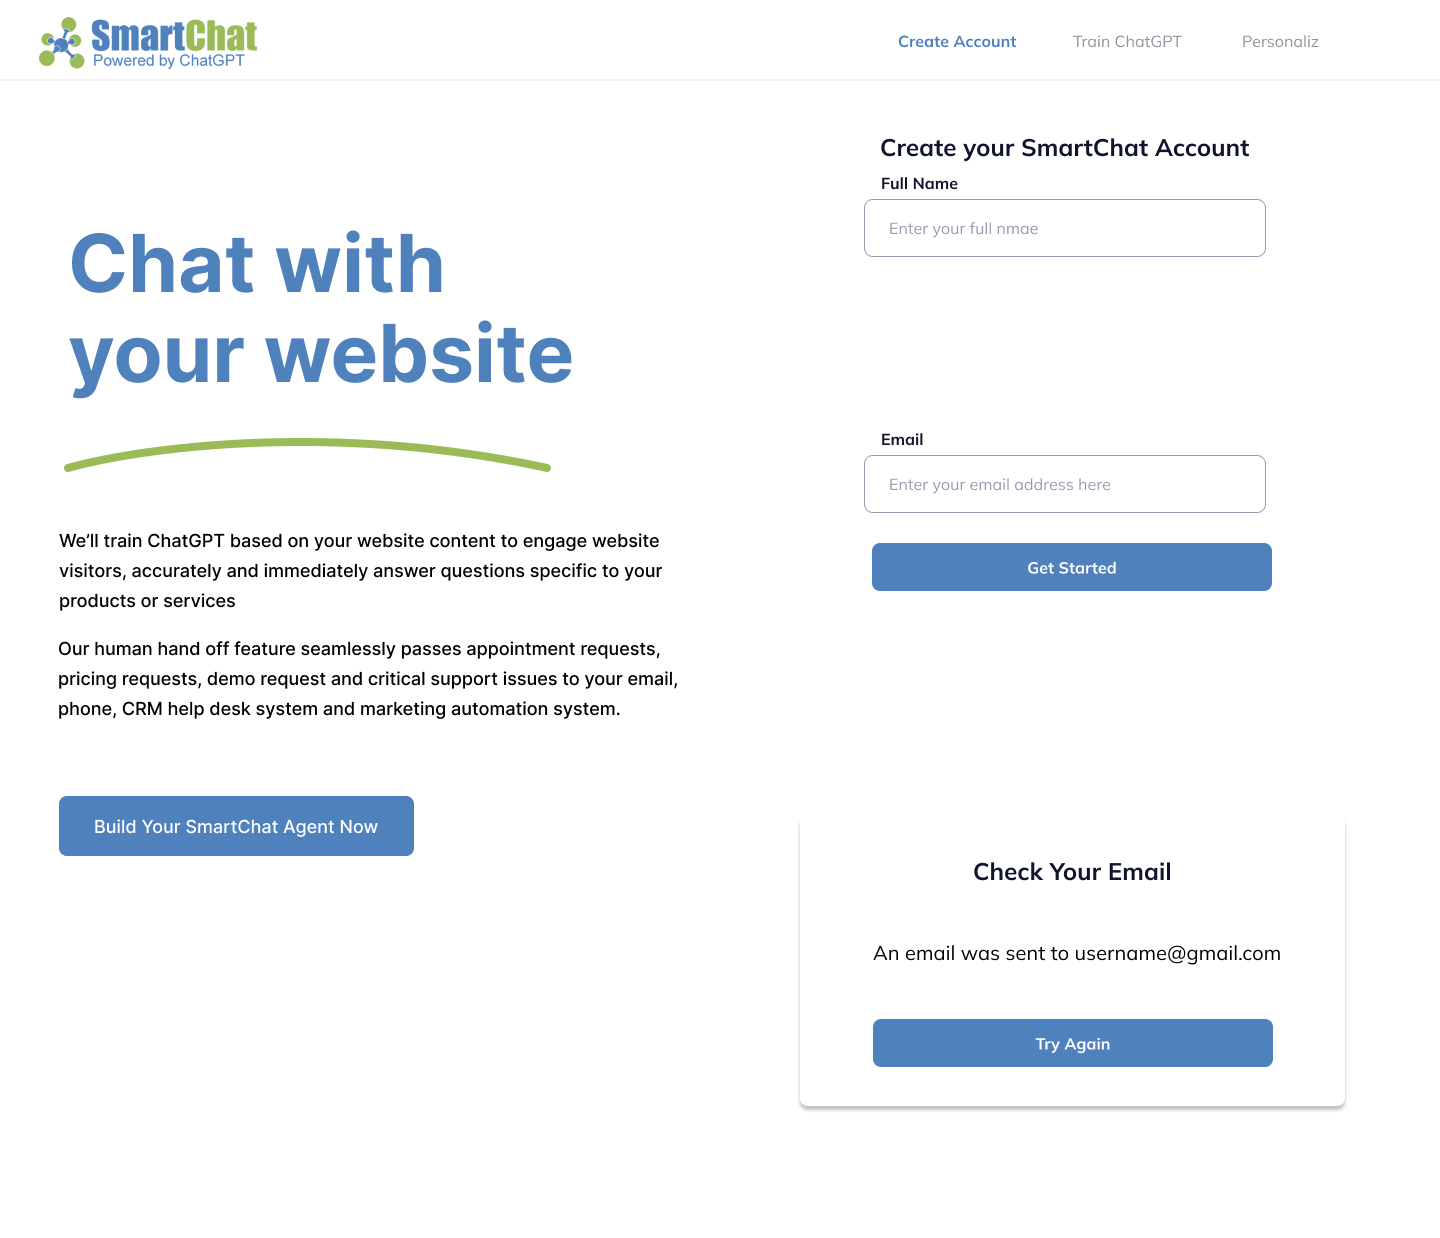 SmartChat
Powered by ChatGPT
Create Account
Train ChatGPT
Personaliz
Chat with
your website
We’ll train ChatGPT based on your website content to engage website
visitors, accurately and immediately answer questions specific to your
products or services
Our human hand off feature seamlessly passes appointment requests,
pricing requests, demo request and critical support issues to your email,
phone, CRM help desk system and marketing automation system.
Build Your SmartChat Agent Now
Create your SmartChat Account
Full Name
Enter your full nmae
Email
Enter your email address here
Get Started
Check Your Email
An email was sent to username@gmail.com
Try Again